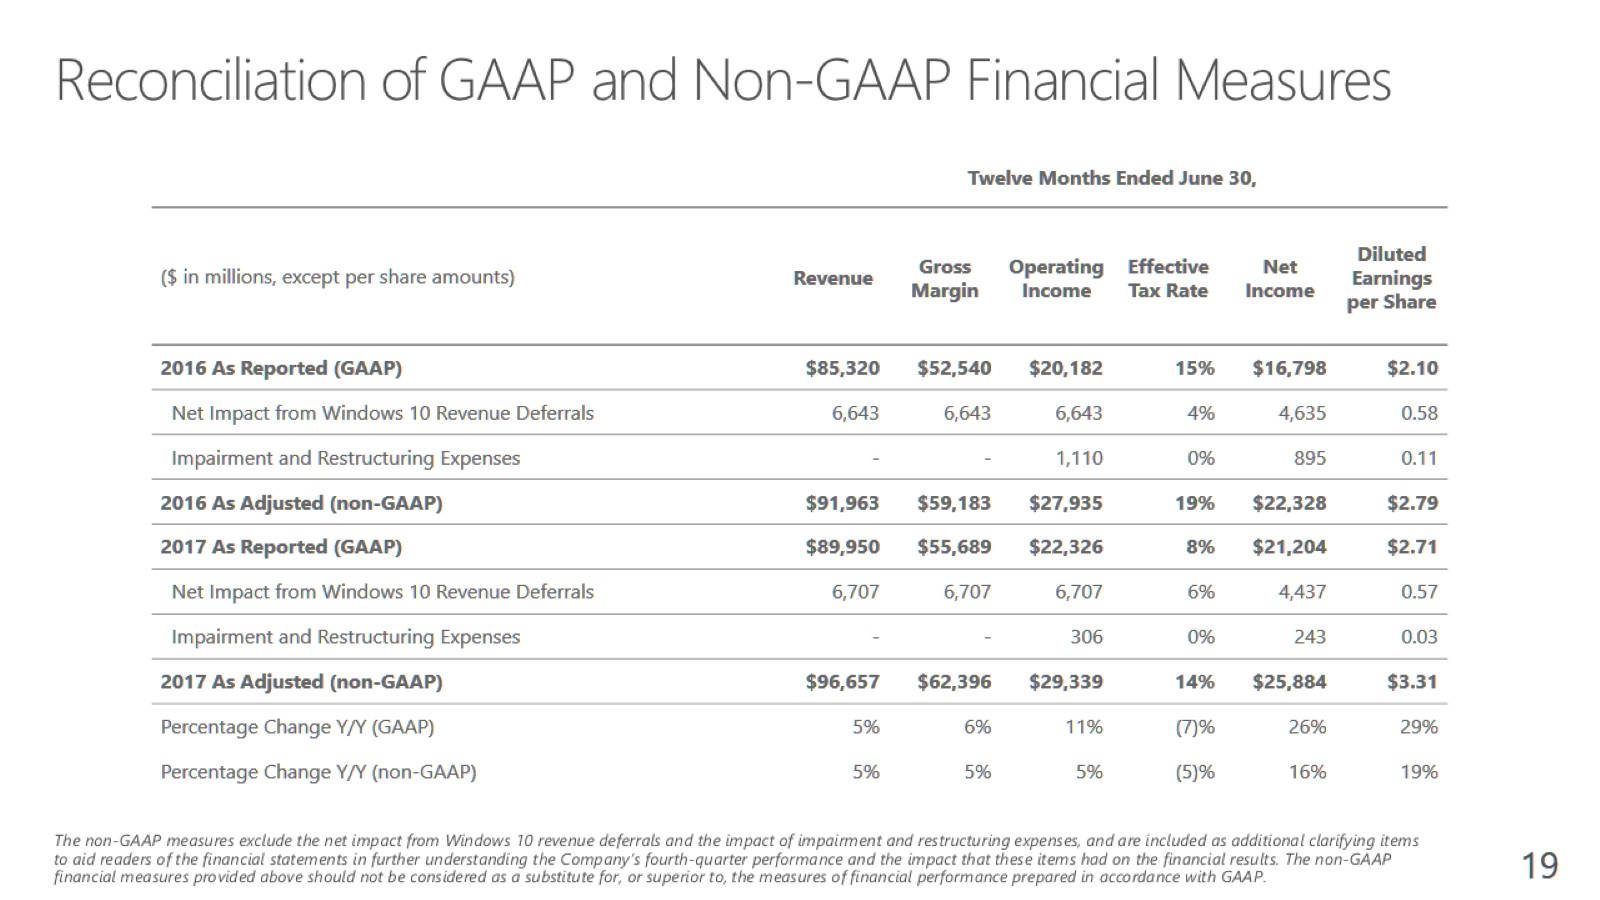 Reconciliation of GAAP and Non-GAAP Financial Measures
Twelve Months Ended June 30,
($ in millions, except per share amounts) Revenue Gross Margin Operating Income Effective Tax Rate Net Income Diluted Earnings per Share
2016 As Reported (GAAP) $85,320 $52,540 $20,182 15% $16,798 $2.10
Net Impact from Windows 10 Revenue Deferrals 6,643 6,643 6,643 4% 4,635 0.58
Impairment and Restructuring Expenses - - 1,110 0% 895 0.11
2016 As Adjusted (non-GAAP) $91,963 $59,183 $27,935 19% $22,328 $2.79
2017 As Reported (GAAP) $89,950 $55,689 $22,326 8% $21,204 $2.71
Net Impact from Windows 10 Revenue Deferrals 6,707 6,707 6,707 6% 4,437 0.57
Impairment and Restructuring Expenses - - 306 0% 243 0.03
2017 As Adjusted (non-GAAP) $96,657 $62,396 $29,339 14% $25,884 $3.31
Percentage Change Y/Y (GAAP) 5% 6% 11% (7)% 26% 29%
Percentage Change Y/Y (non-GAAP) 5% 5% 5% (5)% 16% 19%
The non-GAAP measures exclude the net impact from Windows 10 revenue deferrals and the impact of impairment and restructuring expenses, and are included as additional clarifying items
to aid readers of the financial statements in further understanding the Company's fourth-quarter performance and the impact that these items had on the financial results. The non-GAAP
financial measures provided above should not be considered as a substitute for, or superior to, the measures of financial performance prepared in accordance with GAAP.
19